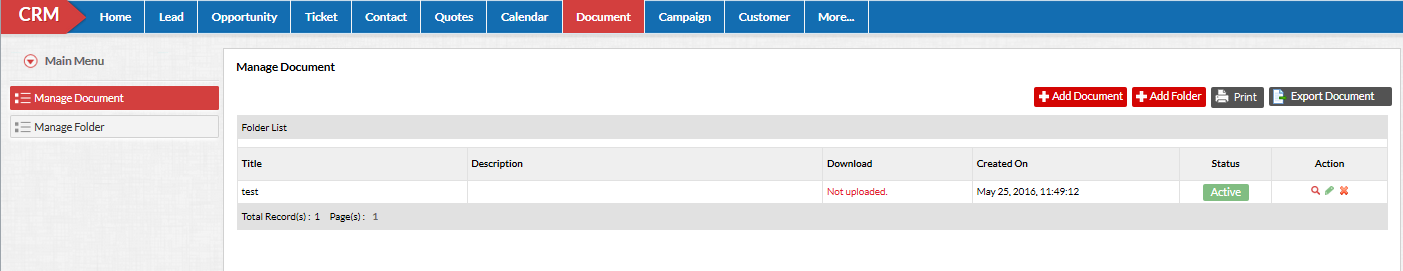 CRM Home Lead Opportunity Ticket Contact Quotes Calendar Document Campaign Customer More...
Main Menu
Manage Document
Manage Folder
Manage Document
Add Document Add Folder Print Export Document
Folder List
Title Description Download Created On Status Action
test Not uploaded. May 25, 2016, 11:49:12 Active
Total Record(s) : 1 Page(s) : 1